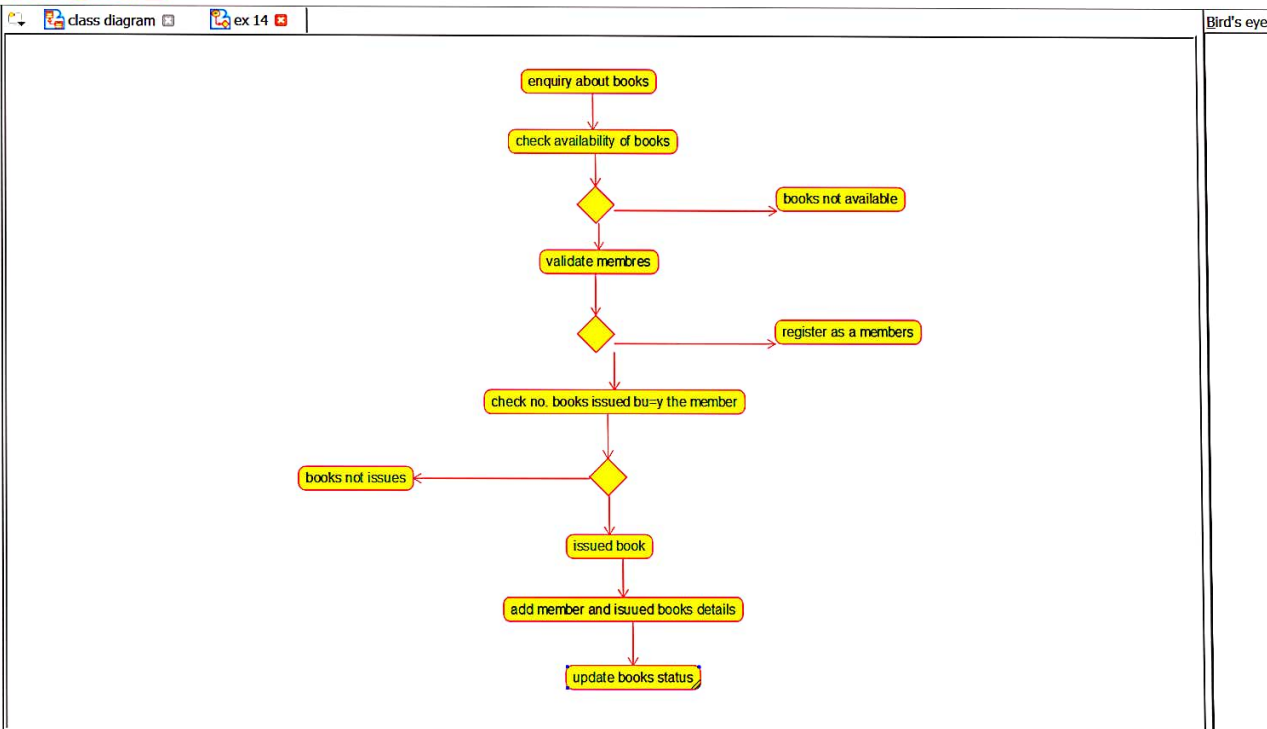 class diagram
ex 14
Bird's eye
enquiry about books
check availability of books
books not available
validate membres
register as a members
check no. books issued bu=y the member
books not issues
issued book
add member and isuued books details
update books status